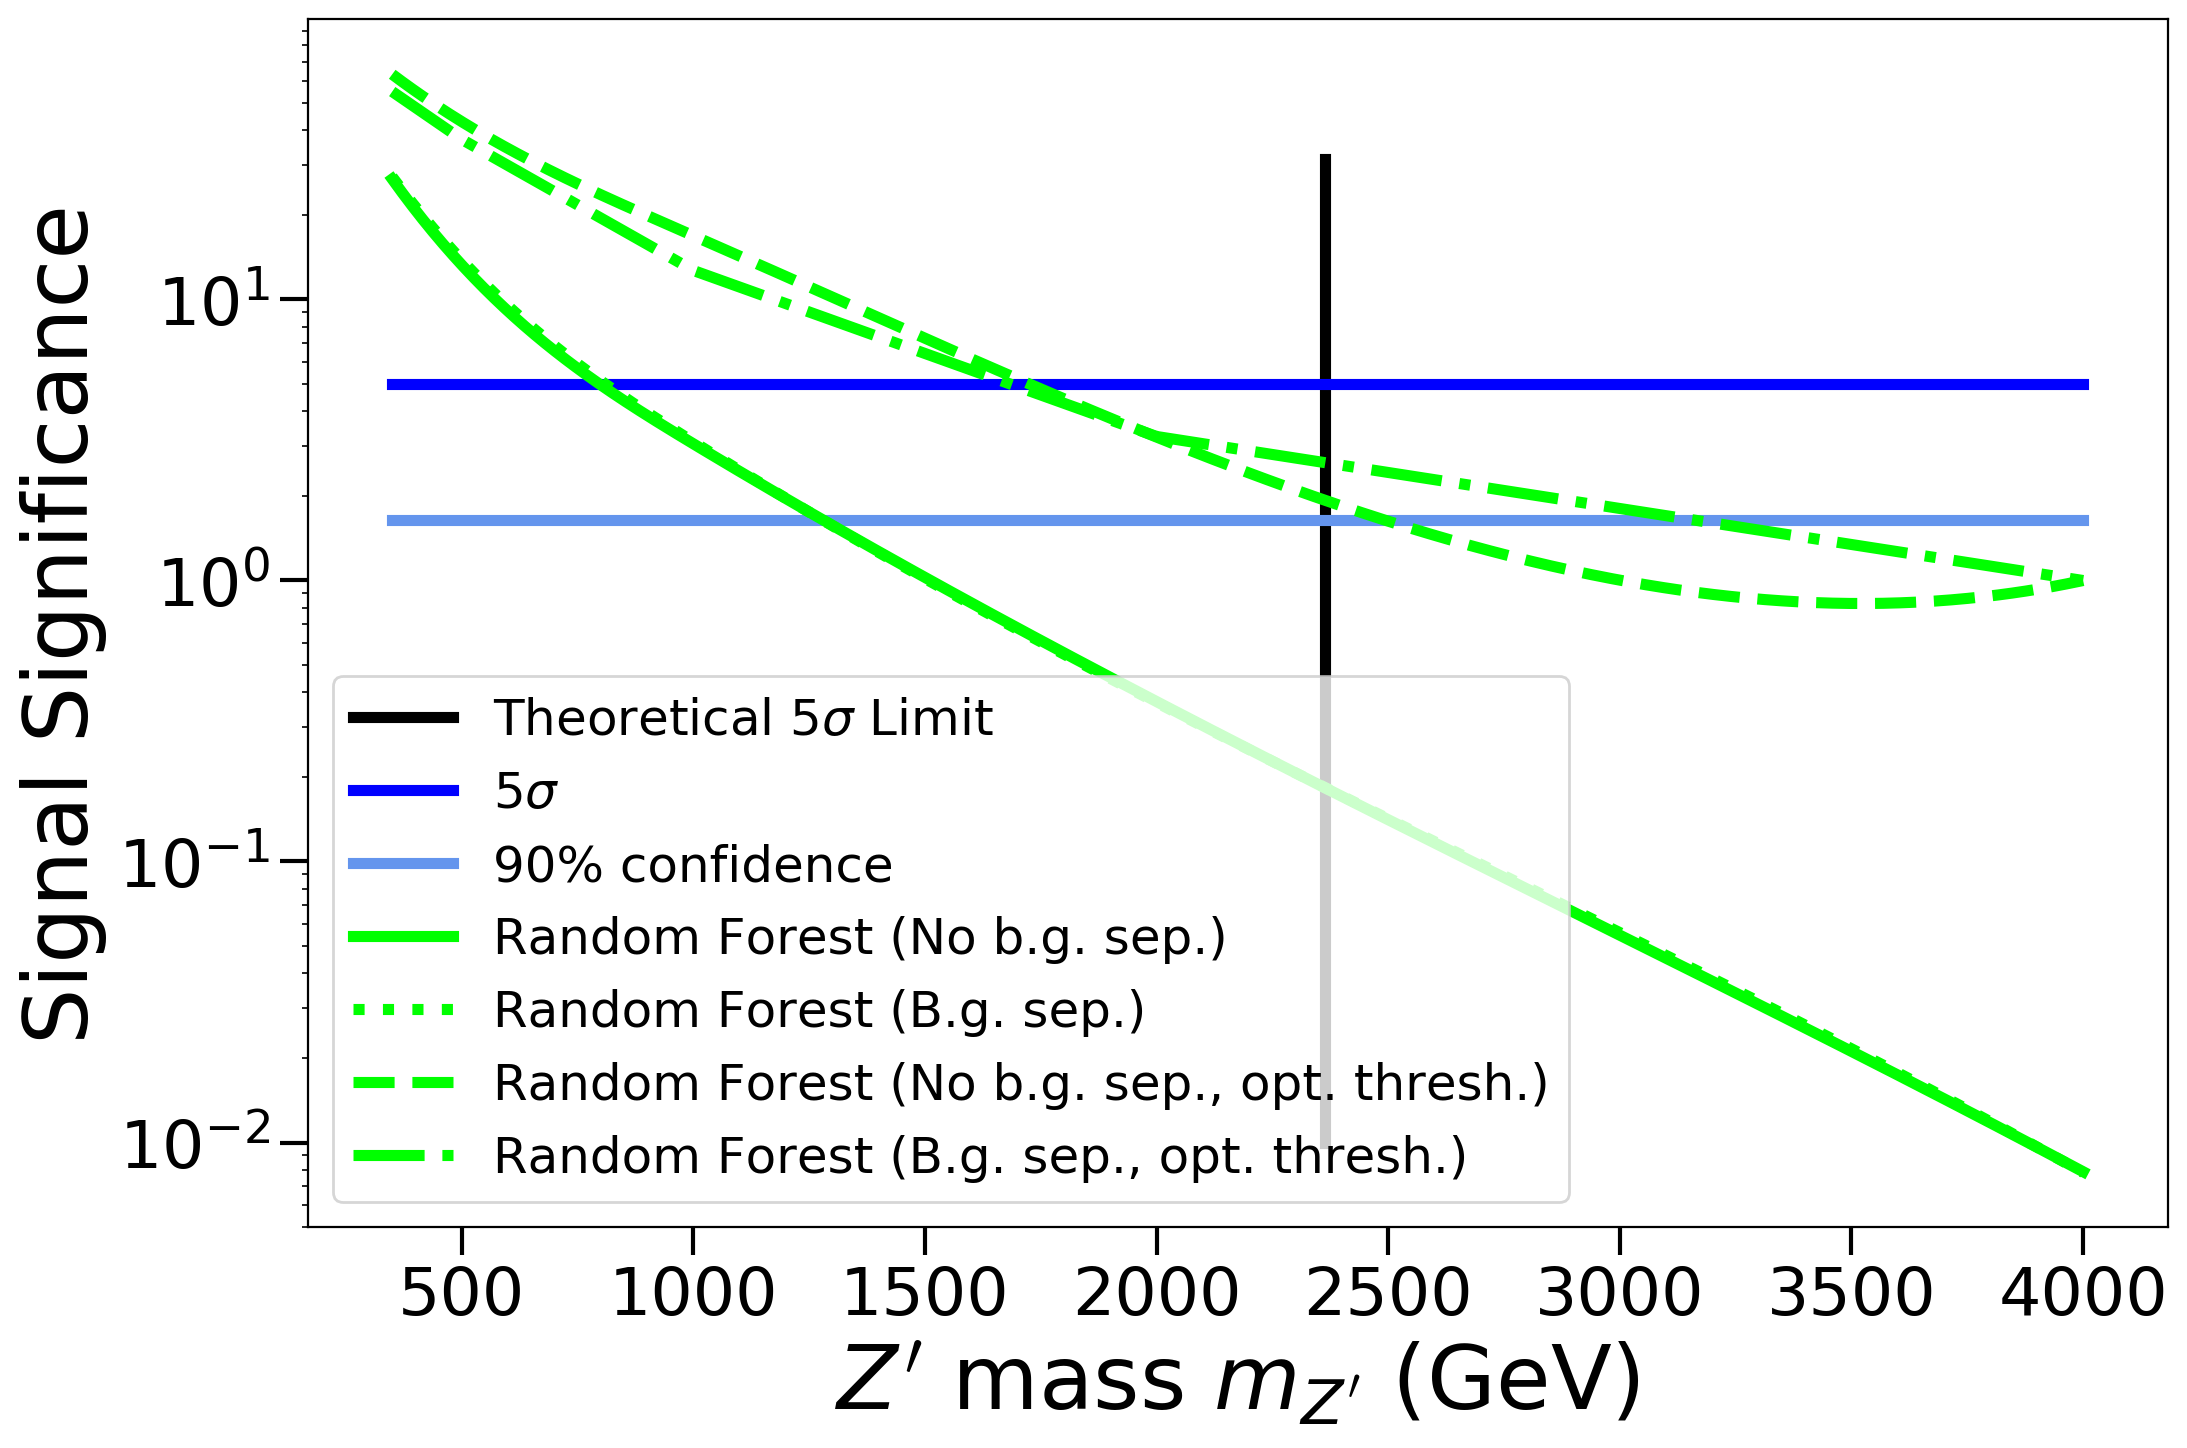 Signal Significance
10¹
10⁰
10⁻¹
10⁻²
Theoretical 5σ Limit
5σ
90% confidence
Random Forest (No b.g. sep.)
Random Forest (B.g. sep.)
Random Forest (No b.g. sep., opt. thresh.)
Random Forest (B.g. sep., opt. thresh.)
500 1000 1500 2000 2500 3000 3500 4000
Z′ mass m_{Z′} (GeV)